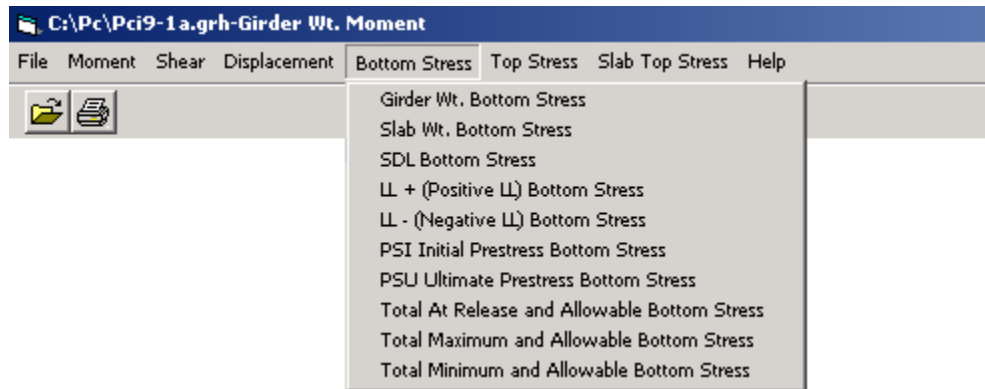 C:\Pc\Pci9-1a.grh-Girder Wt. Moment
File Moment Shear Displacement Bottom Stress Top Stress Slab Top Stress Help
Girder Wt. Bottom Stress
Slab Wt. Bottom Stress
SDL Bottom Stress
LL + (Positive LL) Bottom Stress
LL - (Negative LL) Bottom Stress
PSI Initial Prestress Bottom Stress
PSU Ultimate Prestress Bottom Stress
Total At Release and Allowable Bottom Stress
Total Maximum and Allowable Bottom Stress
Total Minimum and Allowable Bottom Stress